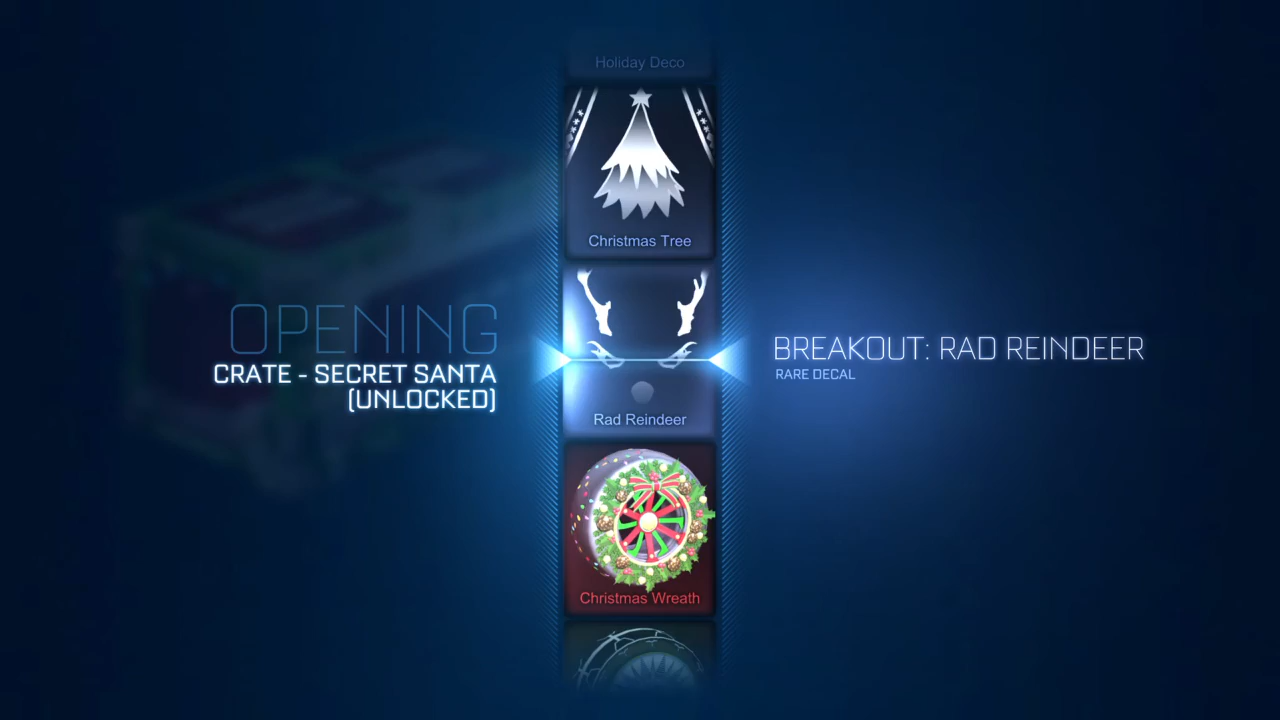 Holiday Deco
Christmas Tree
OPENING
CRATE - SECRET SANTA
(UNLOCKED)
BREAKOUT: RAD REINDEER
RARE DECAL
Rad Reindeer
Christmas Wreath